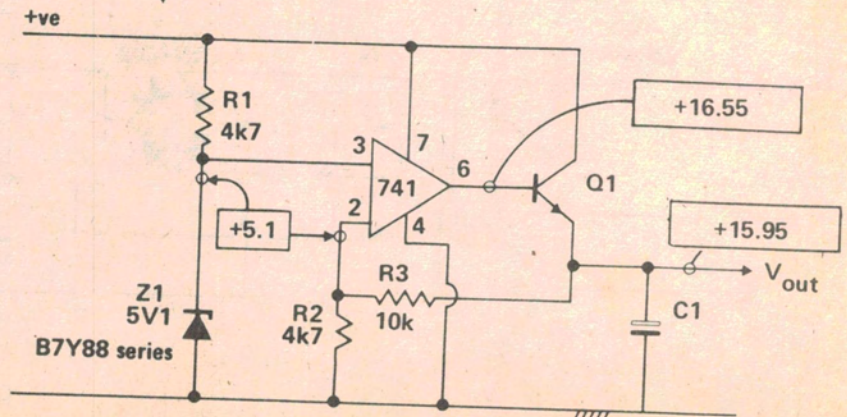 +ve
R1
4k7
3
7
741
6
+16.55
Q1
2
4
+5.1
+15.95
Z1
5V1
B7Y88 series
R2
4k7
R3
10k
C1
Vout